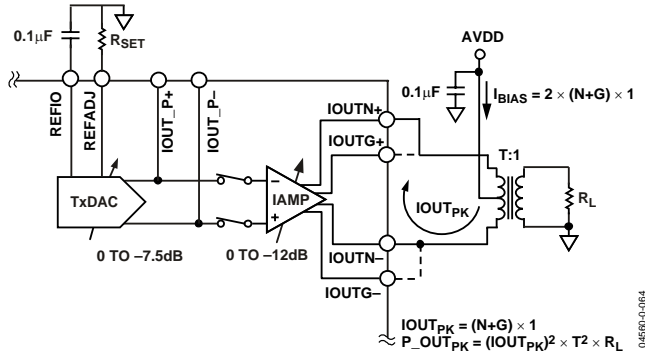 0.1µF
RSET
REFIO
REFADJ
IOUT_P+
IOUT_P–
TxDAC
0 TO –7.5dB
–
IAMP
+
0 TO –12dB
IOUTN+
IOUTG+
IOUTN–
IOUTG–
AVDD
0.1µF
IBIAS = 2 × (N+G) × 1
T:1
IOUTPK
RL
IOUTPK = (N+G) × 1
P_OUTPK = (IOUTPK)² × T² × RL
04560-0-064